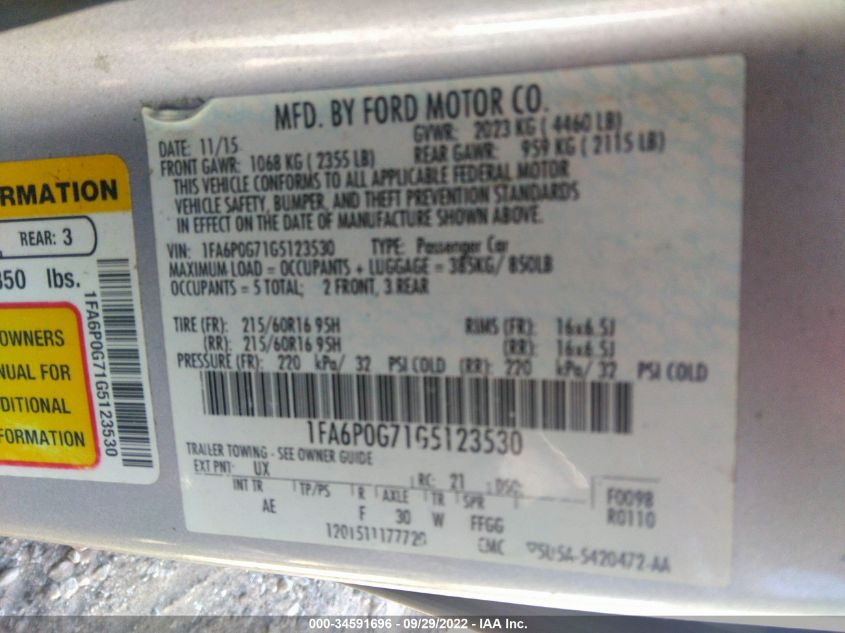 MFD. BY FORD MOTOR CO.
DATE: 11/15 GVWR: 2023 KG ( 4460 LB)
FRONT GAWR: 1068 KG ( 2355 LB) REAR GAWR: 959 KG ( 2115 LB)
THIS VEHICLE CONFORMS TO ALL APPLICABLE FEDERAL MOTOR
VEHICLE SAFETY, BUMPER, AND THEFT PREVENTION STANDARDS
IN EFFECT ON THE DATE OF MANUFACTURE SHOWN ABOVE.
VIN: 1FA6P0G71G5123530 TYPE: Passenger Car
MAXIMUM LOAD = OCCUPANTS + LUGGAGE = 385KG/ 850LB
OCCUPANTS = 5 TOTAL; 2 FRONT, 3 REAR
TIRE (FR): 215/60R16 95H RIMS (FR): 16x6.5J
(RR): 215/60R16 95H (RR): 16x6.5J
PRESSURE (FR): 220 kPa/ 32 PSI COLD (RR): 220 kPa/ 32 PSI COLD
1FA6P0G71G5123530
TRAILER TOWING - SEE OWNER GUIDE
EXT PNT: UX RC: 21 DSO:
INT TR TP/PS R AXLE TR SPR F0098
AE F 30 W FFGG R0110
CMC
RMATION
REAR: 3
850 lbs.
OWNERS
NUAL FOR
DITIONAL
FORMATION
1FA6P0G71G5123530
000-34591696 - 09/29/2022 - IAA Inc.